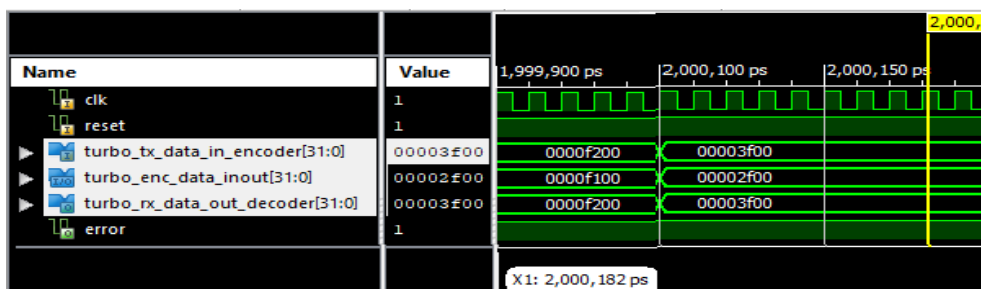 2,000,
Name Value 1,999,900 ps 2,000,100 ps 2,000,150 ps
clk 1
reset 1
turbo_tx_data_in_encoder[31:0] 00003f00 0000f200 00003f00
turbo_enc_data_inout[31:0] 00002f00 0000f100 00002f00
turbo_rx_data_out_decoder[31:0] 00003f00 0000f200 00003f00
error 1
X1: 2,000,182 ps